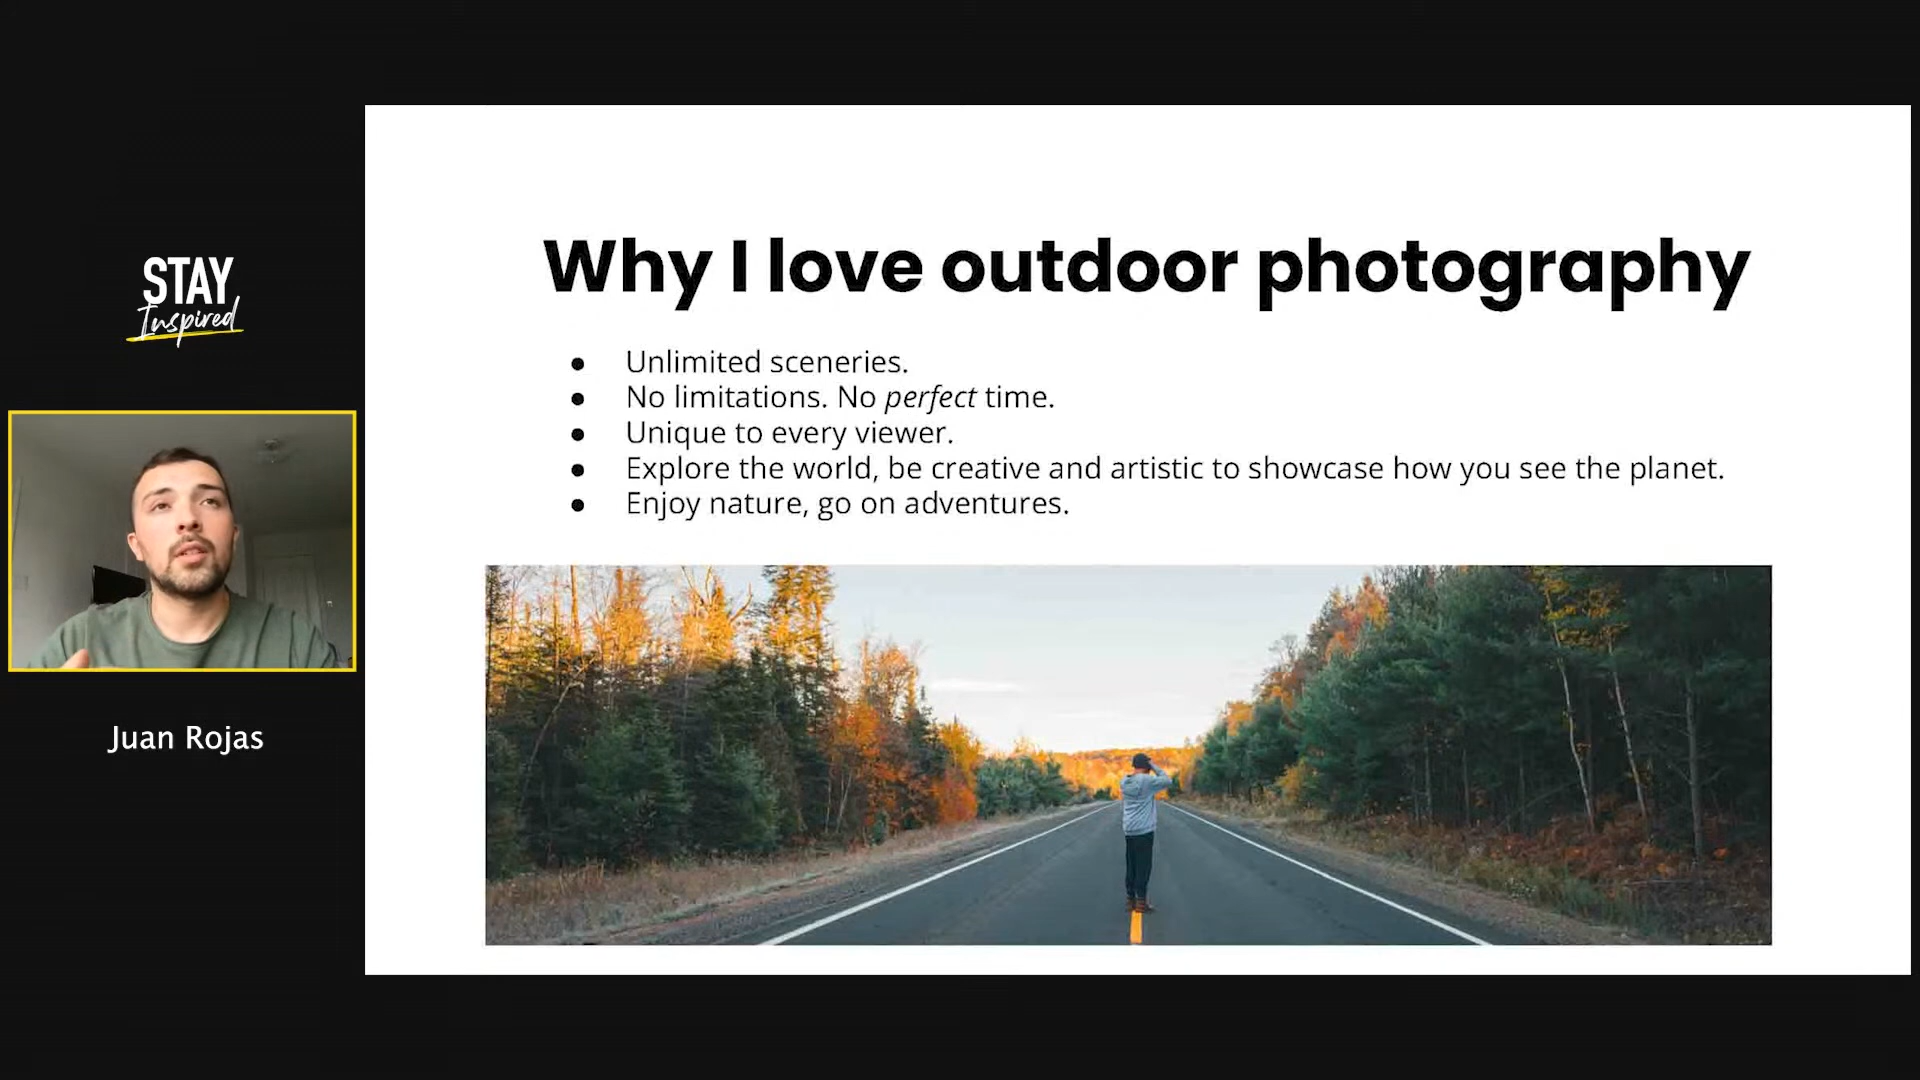 STAY
Inspired
Juan Rojas
Why I love outdoor photography
● Unlimited sceneries.
● No limitations. No perfect time.
● Unique to every viewer.
● Explore the world, be creative and artistic to showcase how you see the planet.
● Enjoy nature, go on adventures.